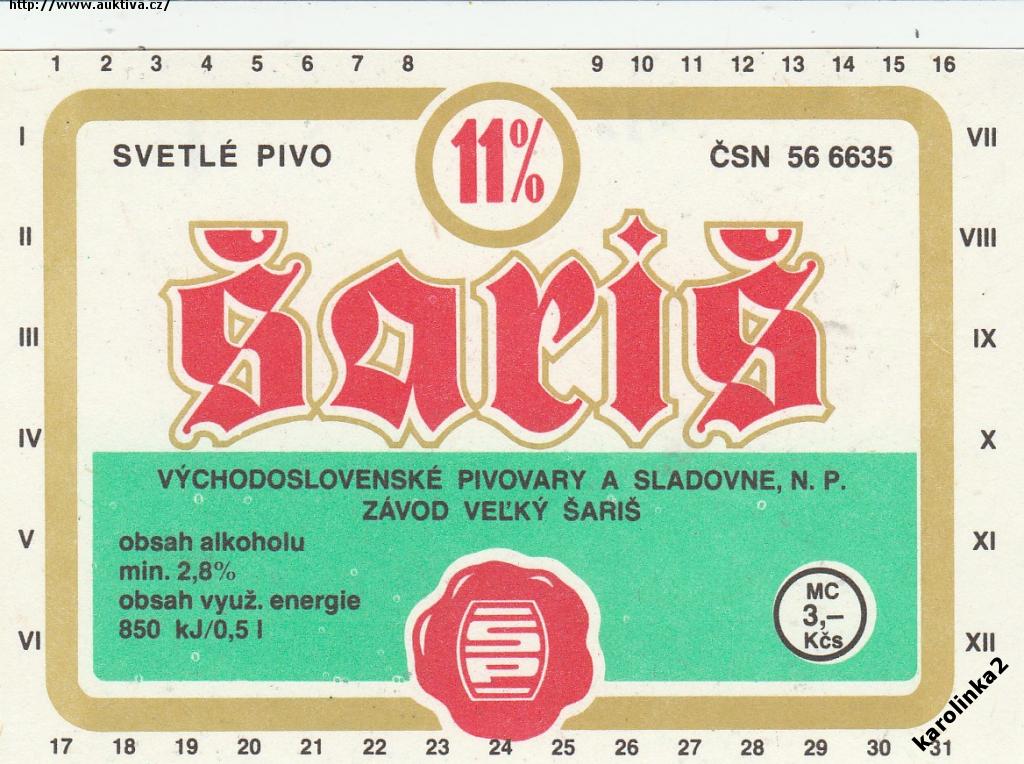 http://www.auktiva.cz/
1 2 3 4 5 6 7 8 9 10 11 12 13 14 15 16
I VII
SVETLÉ PIVO 11% ČSN 56 6635
II VIII
šariš
III IX
IV X
VÝCHODOSLOVENSKÉ PIVOVARY A SLADOVNE, N. P.
ZÁVOD VEĽKÝ ŠARIŠ
V XI
obsah alkoholu
min. 2,8%
obsah využ. energie
850 kJ/0,5 l
MC
3,–
Kčs
VI XII
karolinka2
17 18 19 20 21 22 23 24 25 26 27 28 29 30 31